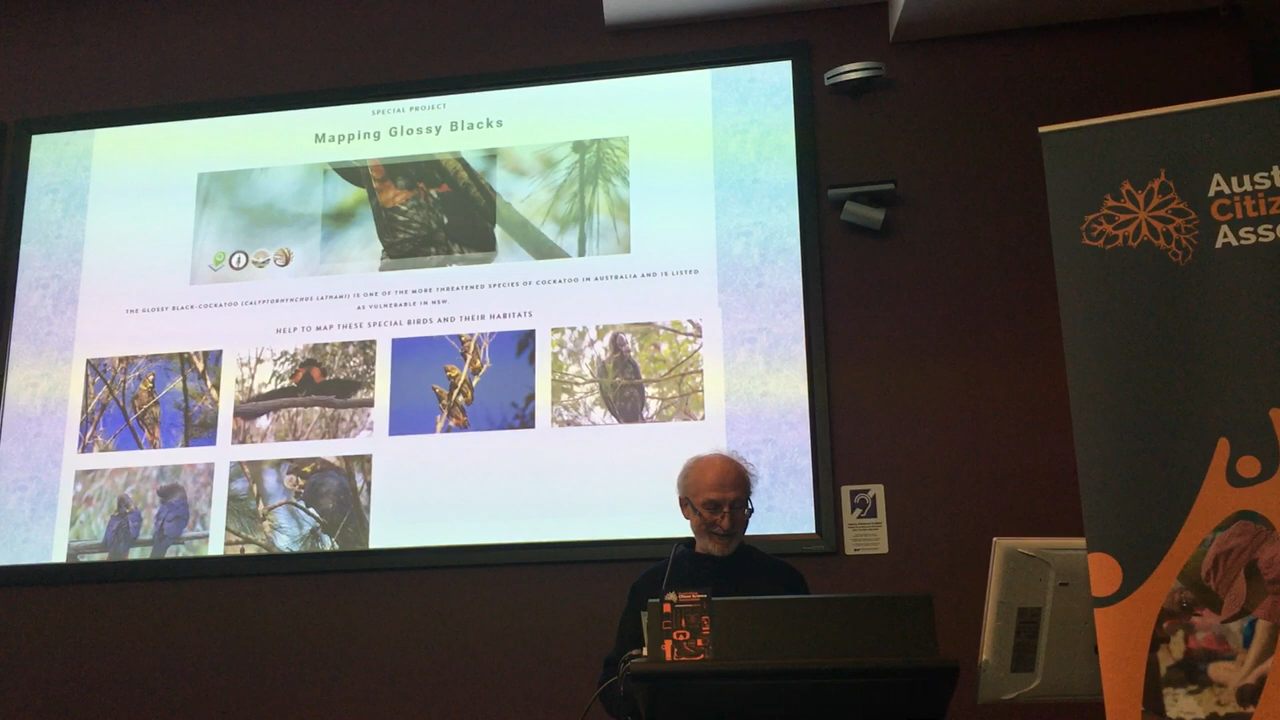 SPECIAL PROJECT
Mapping Glossy Blacks
THE GLOSSY BLACK-COCKATOO (CALYPTORHYNCHUS LATHAMI) IS ONE OF THE MORE THREATENED SPECIES OF COCKATOO IN AUSTRALIA AND IS LISTED
AS VULNERABLE IN NSW.
HELP TO MAP THESE SPECIAL BIRDS AND THEIR HABITATS
Aust
Citiz
Asso
Citizen Science